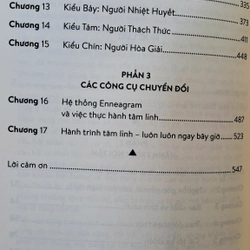 335
Chương 13 Kiểu Bảy: Người Nhiệt Huyết 373
Chương 14 Kiểu Tám: Người Thách Thức 411
Chương 15 Kiểu Chín: Người Hòa Giải 448
PHẦN 3
CÁC CÔNG CỤ CHUYỂN ĐỔI
Chương 16 Hệ thống Enneagram
và việc thực hành tâm linh 487
Chương 17 Hành trình tâm linh – luôn luôn ngay bây giờ 523
Lời cảm ơn 547